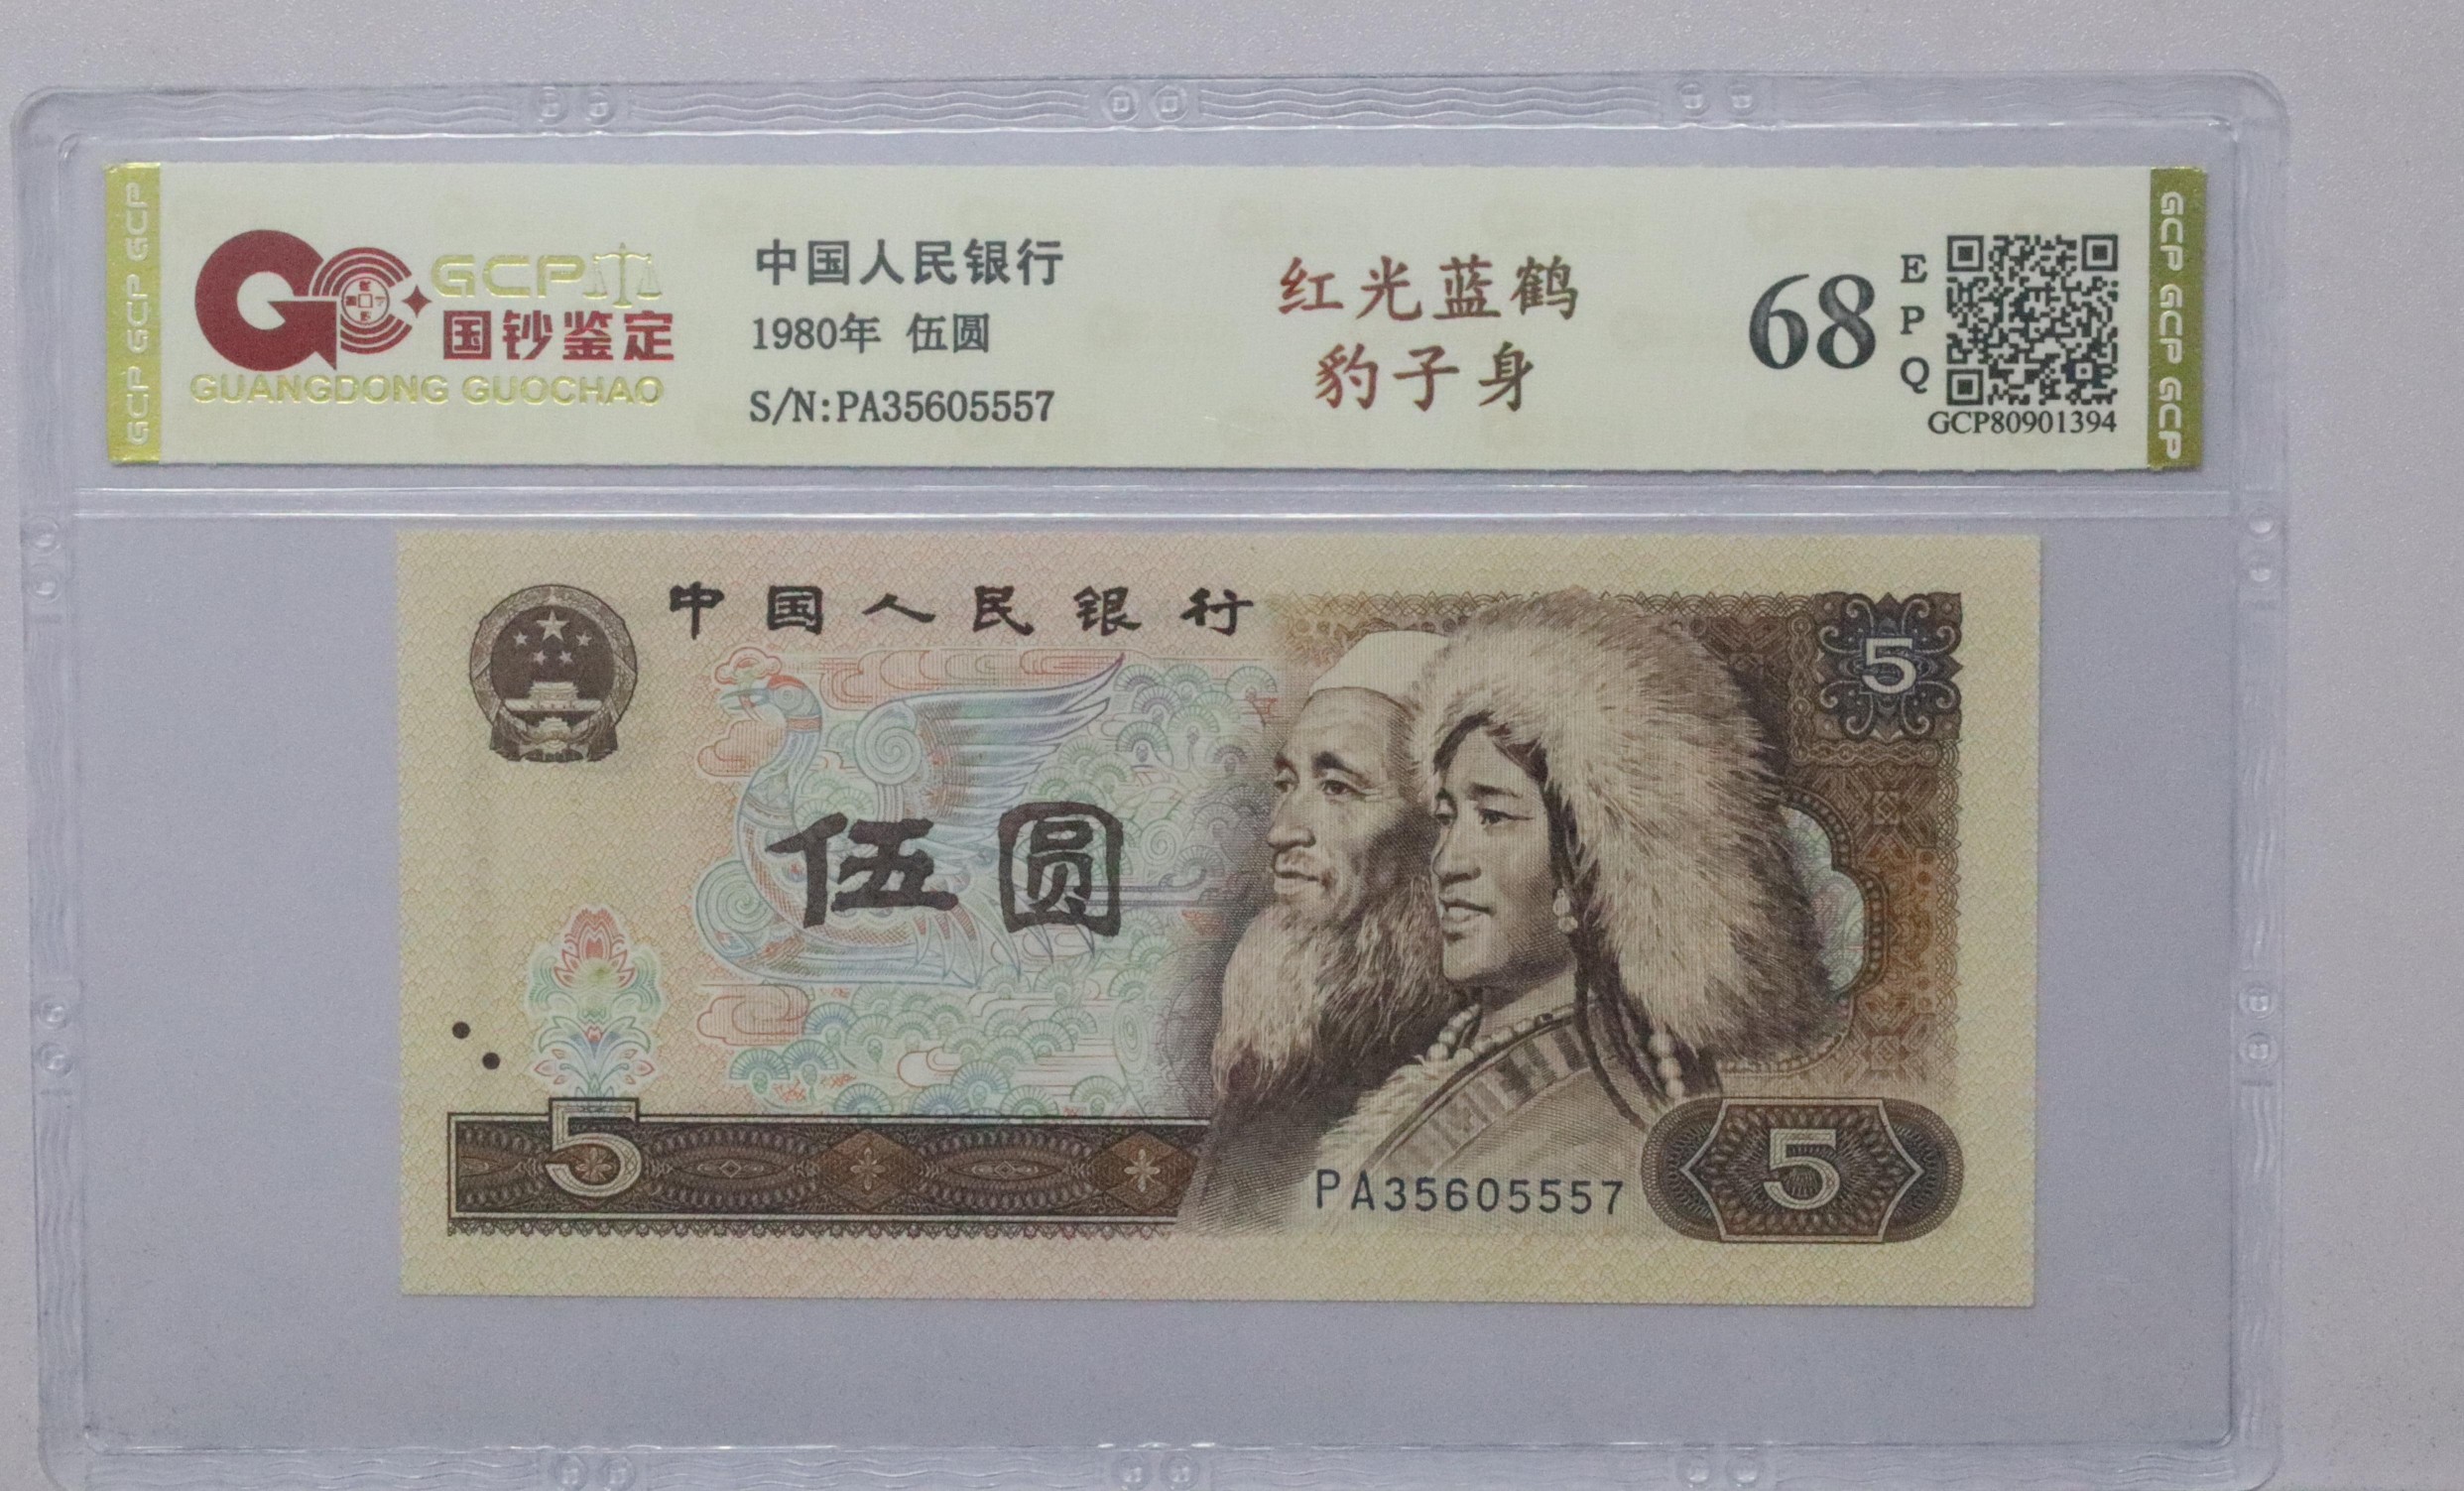 GCP GCP GCP
GCP
国钞鉴定
GUANGDONG GUOCHAO
中国人民银行
1980年 伍圆
S/N:PA35605557
红光蓝鹤
豹子身
68
E
P
Q
GCP80901394
GCP GCP GCP
中国人民银行
5
伍圆
5
PA35605557
5